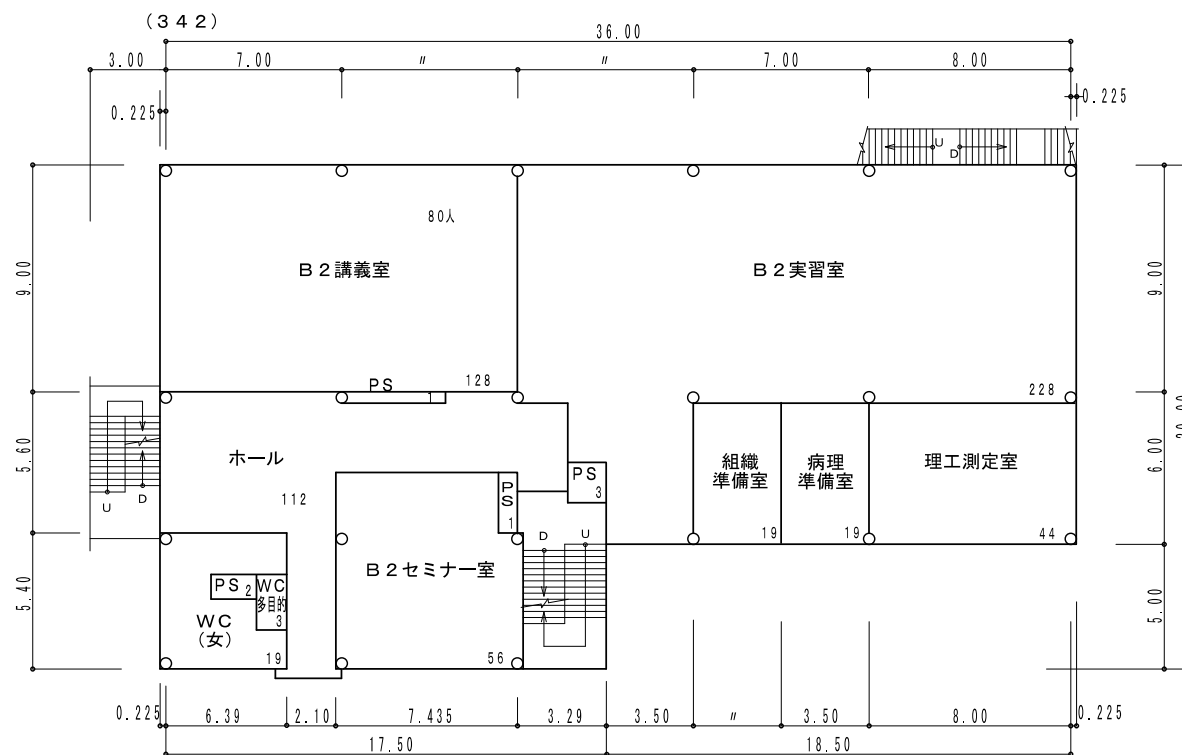 (342)
36.00
3.00 7.00 〃 〃 7.00 8.00
0.225 0.225
U
D
80人
B2講義室 B2実習室
9.00 9.00
PS 1 128 228
ホール
112
PS 3
組織
準備室
19
病理
準備室
19
理工測定室
44
5.60 6.00
U D
PS 1
D U
B2セミナー室
56
PS 2
WC
多目的
3
WC
(女)
19
5.40 5.00
0.225 6.39 2.10 7.435 3.29 3.50 〃 3.50 8.00 0.225
17.50 18.50